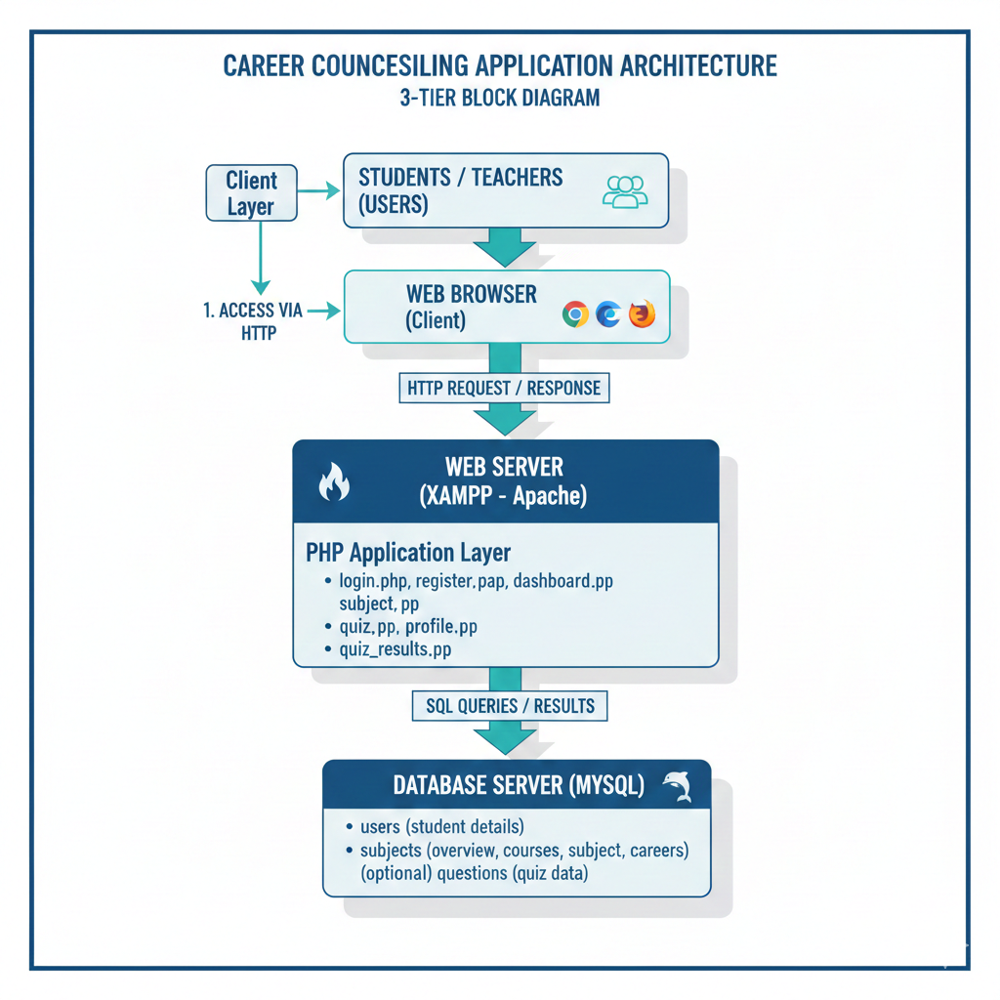 CAREER COUNCESILING APPLICATION ARCHITECTURE
3-TIER BLOCK DIAGRAM
Client
Layer
STUDENTS / TEACHERS
(USERS)
1. ACCESS VIA
HTTP
WEB BROWSER
(Client)
HTTP REQUEST / RESPONSE
WEB SERVER
(XAMPP - Apache)
PHP Application Layer
• login.php, register.pap, dashboard.pp
subject, pp
• quiz.pp, profile.pp
• quiz_results.pp
SQL QUERIES / RESULTS
DATABASE SERVER (MYSQL)
• users (student details)
• subjects (overview, courses, subject, careers)
(optional) questions (quiz data)